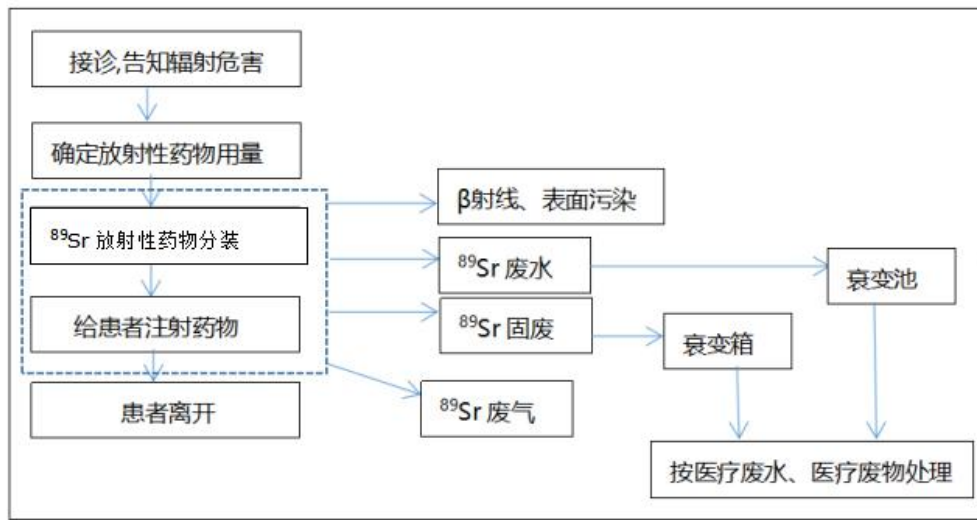 接诊,告知辐射危害
确定放射性药物用量
⁸⁹Sr 放射性药物分装
给患者注射药物
患者离开
β射线、表面污染
⁸⁹Sr 废水
⁸⁹Sr 固废
⁸⁹Sr 废气
衰变池
衰变箱
按医疗废水、医疗废物处理